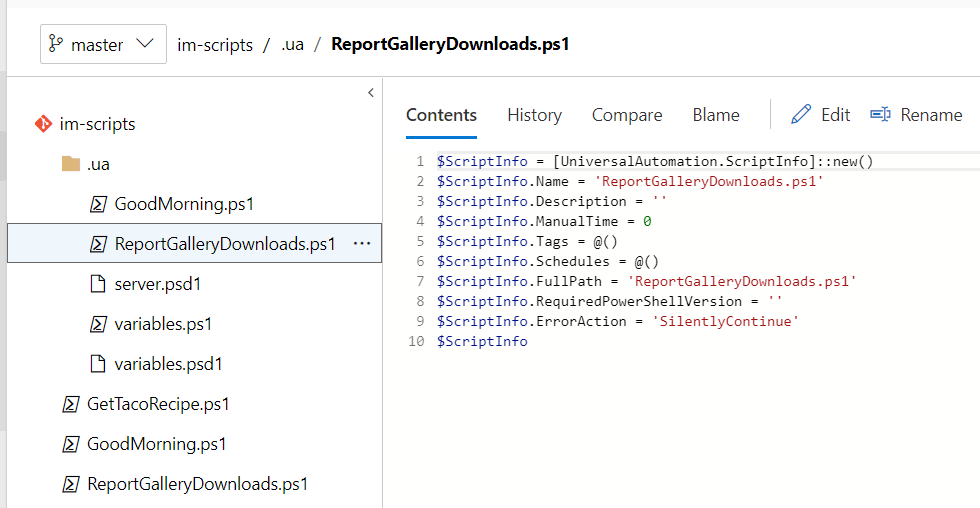 master im-scripts / .ua / ReportGalleryDownloads.ps1
im-scripts
.ua
GoodMorning.ps1
ReportGalleryDownloads.ps1 ...
server.psd1
variables.ps1
variables.psd1
GetTacoRecipe.ps1
GoodMorning.ps1
ReportGalleryDownloads.ps1
Contents History Compare Blame Edit Rename
1 $ScriptInfo = [UniversalAutomation.ScriptInfo]::new()
2 $ScriptInfo.Name = 'ReportGalleryDownloads.ps1'
3 $ScriptInfo.Description = ''
4 $ScriptInfo.ManualTime = 0
5 $ScriptInfo.Tags = @()
6 $ScriptInfo.Schedules = @()
7 $ScriptInfo.FullPath = 'ReportGalleryDownloads.ps1'
8 $ScriptInfo.RequiredPowerShellVersion = ''
9 $ScriptInfo.ErrorAction = 'SilentlyContinue'
10 $ScriptInfo